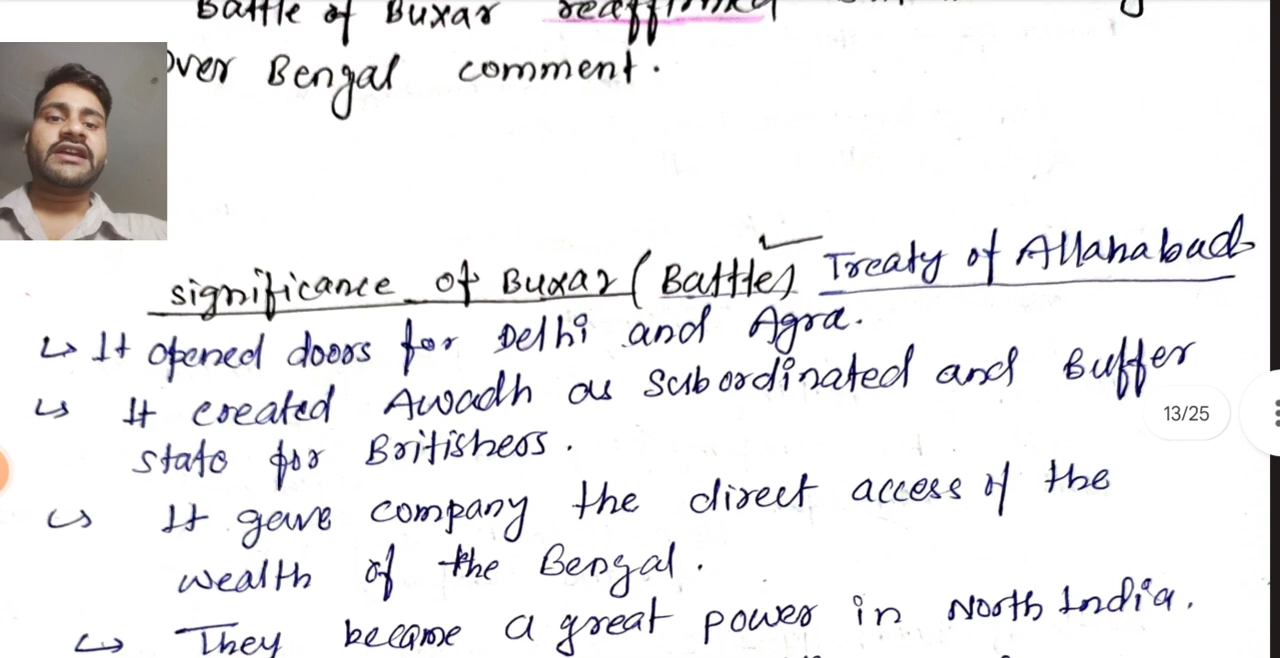 Battle of Buxar reaffirmed
over Bengal comment.
significance of Buxar (Battle) Treaty of Allahabad
↳ It opened doors for Delhi and Agra.
↳ It created Awadh as Subordinated and Buffer
state for Britishers.
↳ It gave company the direct access of the
wealth of the Bengal.
↳ They became a great power in North India.
13/25